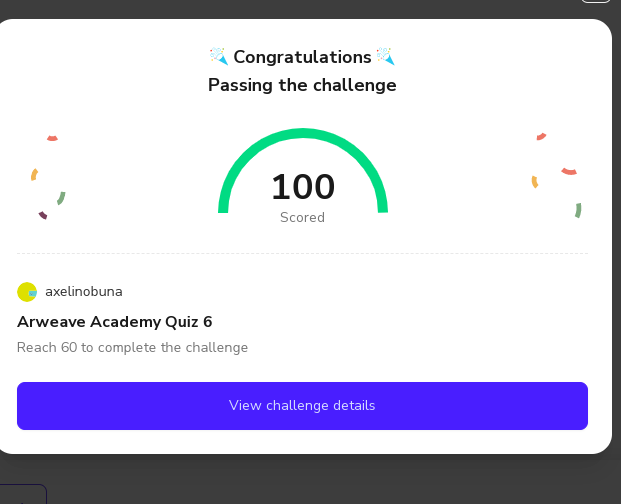 Congratulations
Passing the challenge
100
Scored
axelinobuna
Arweave Academy Quiz 6
Reach 60 to complete the challenge
View challenge details